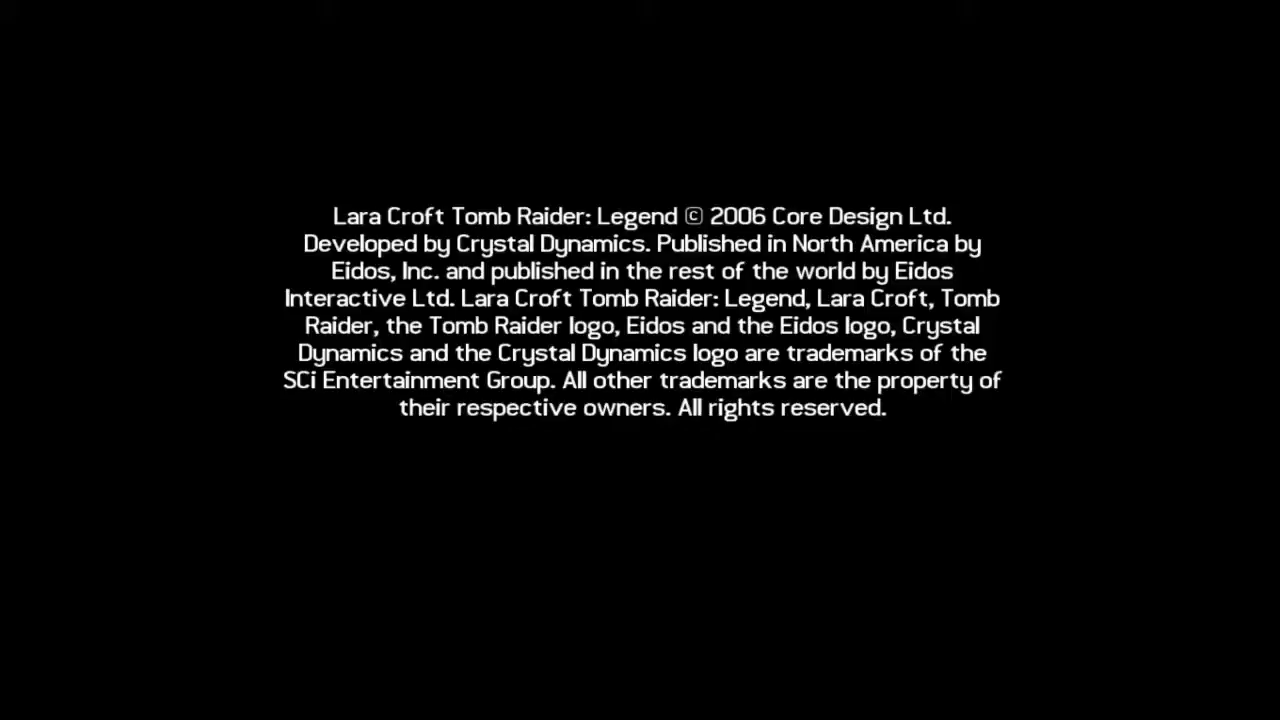 Lara Croft Tomb Raider: Legend © 2006 Core Design Ltd.
Developed by Crystal Dynamics. Published in North America by
Eidos, Inc. and published in the rest of the world by Eidos
Interactive Ltd. Lara Croft Tomb Raider: Legend, Lara Croft, Tomb
Raider, the Tomb Raider logo, Eidos and the Eidos logo, Crystal
Dynamics and the Crystal Dynamics logo are trademarks of the
SCi Entertainment Group. All other trademarks are the property of
their respective owners. All rights reserved.